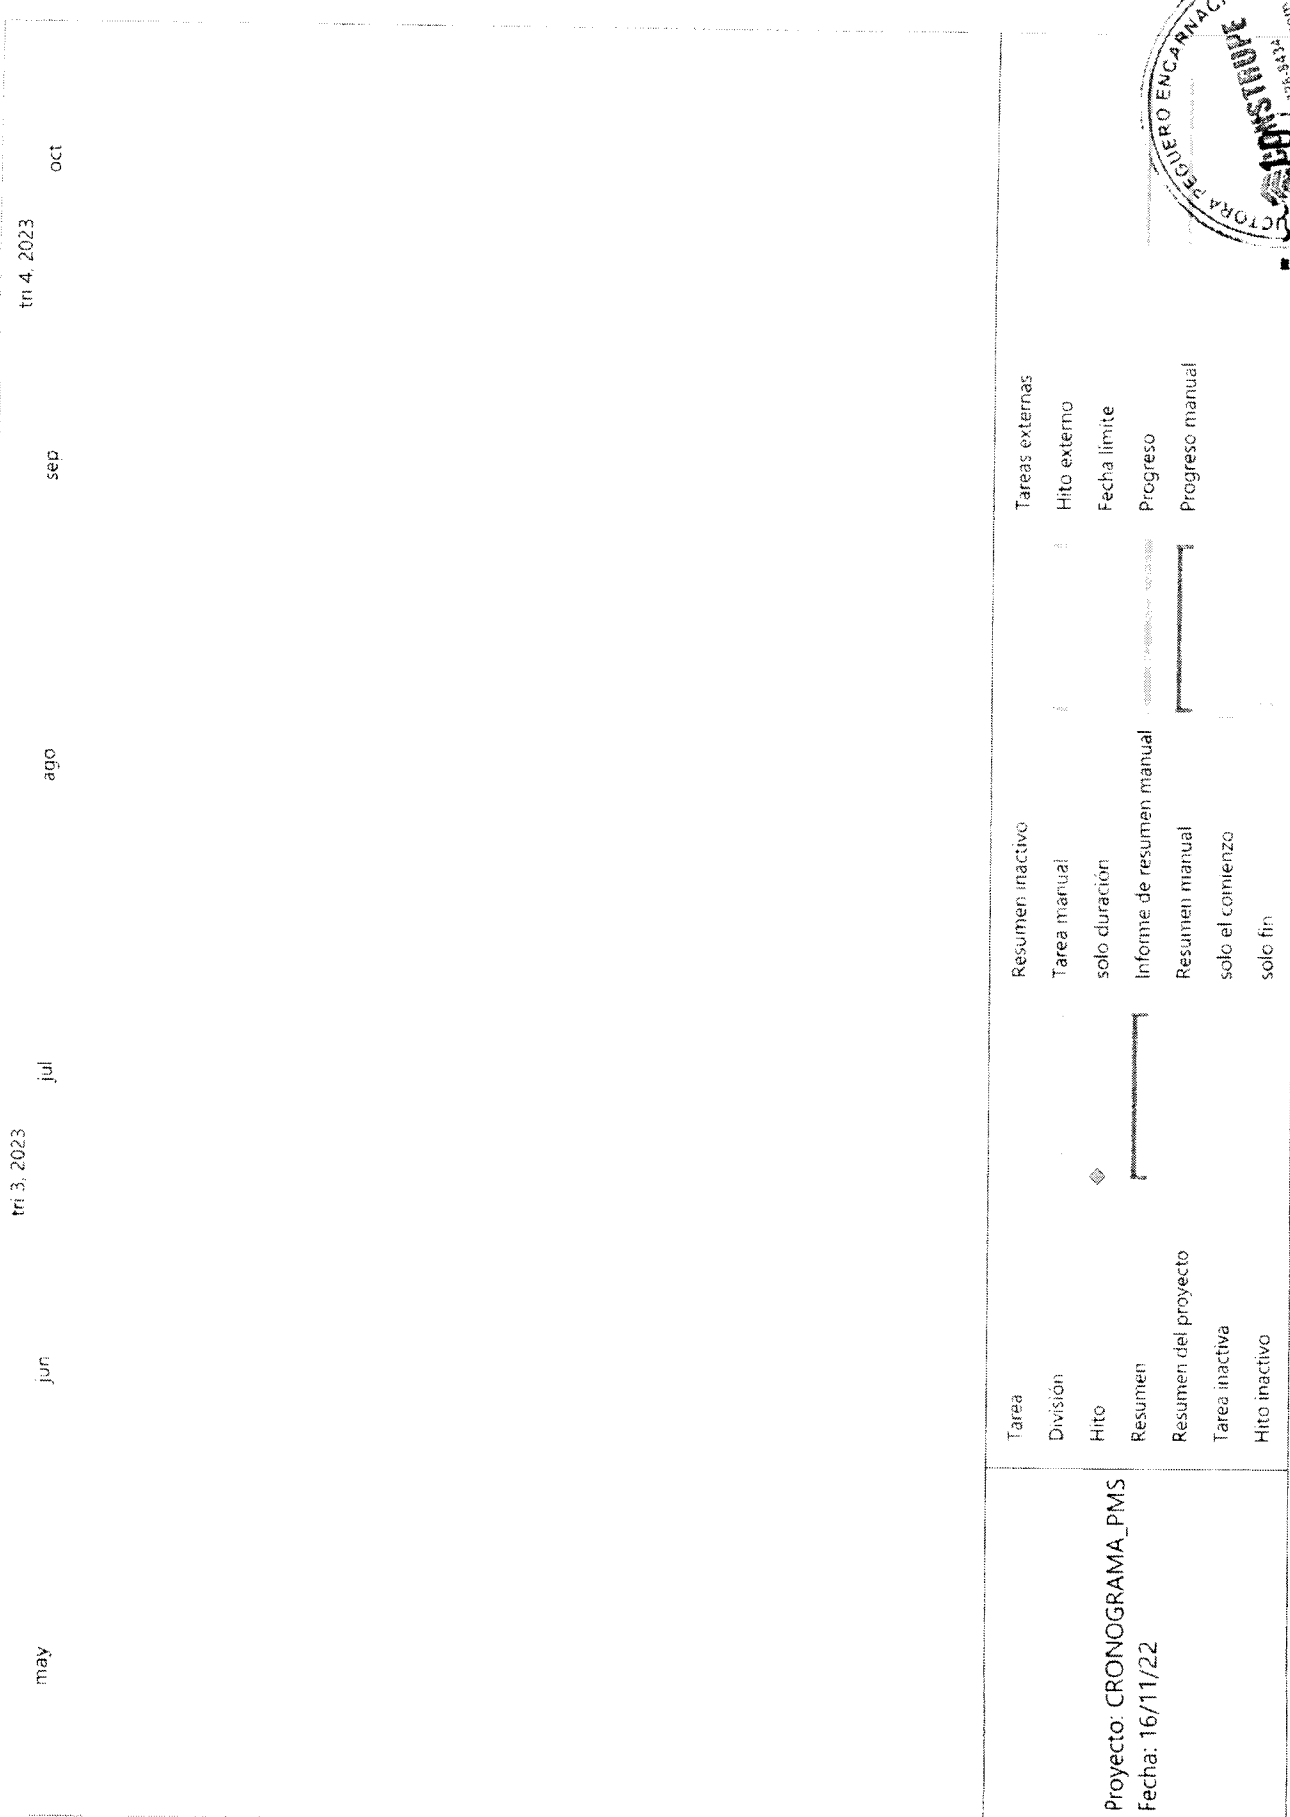 tri 3, 2023
tri 4, 2023
may
jun
jul
ago
sep
oct
Proyecto: CRONOGRAMA_PMS
Fecha: 16/11/22
Tarea
División
Hito
Resumen
Resumen del proyecto
Tarea inactiva
Hito inactivo
Resumen inactivo
Tarea manual
solo duración
Informe de resumen manual
Resumen manual
solo el comienzo
solo fin
Tareas externas
Hito externo
Fecha límite
Progreso
Progreso manual
PEGUERO
CONSTRUPE